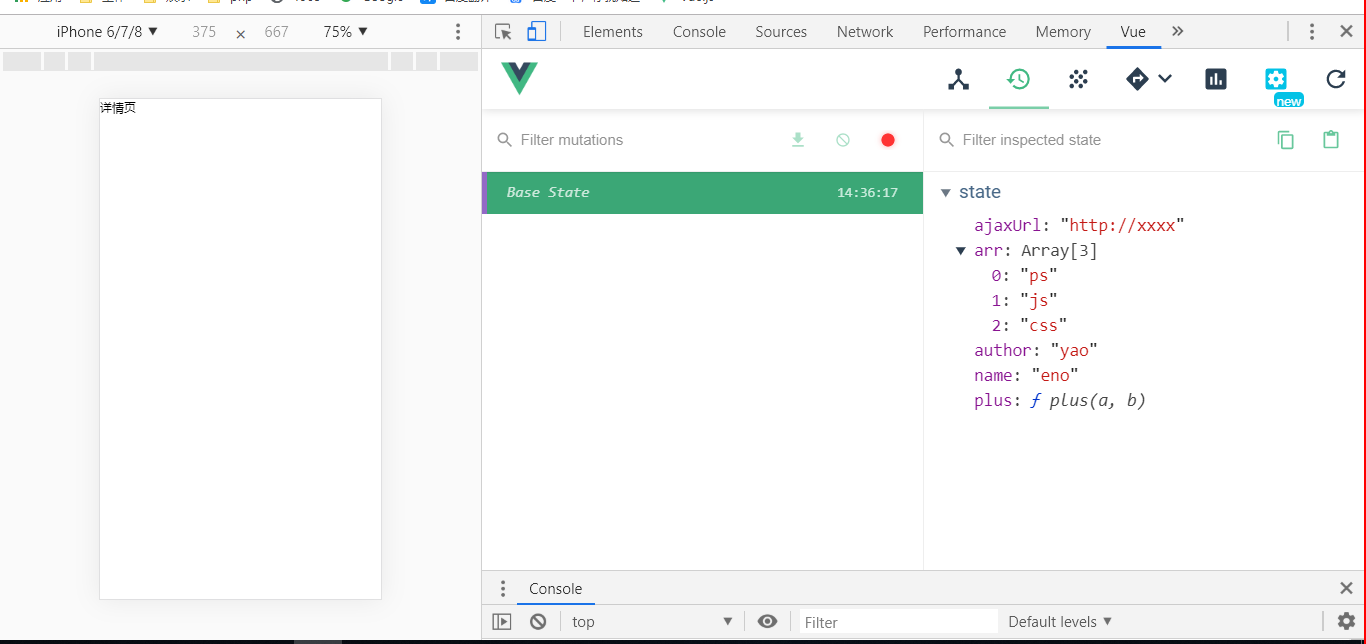 iPhone 6/7/8 ▼ 375 × 667 75% ▼
详情页
Elements Console Sources Network Performance Memory Vue »
new
Filter mutations
Base State 14:36:17
Filter inspected state
▼ state
ajaxUrl: "http://xxxx"
▼ arr: Array[3]
0: "ps"
1: "js"
2: "css"
author: "yao"
name: "eno"
plus: ƒ plus(a, b)
Console
top ▼ Filter Default levels ▼